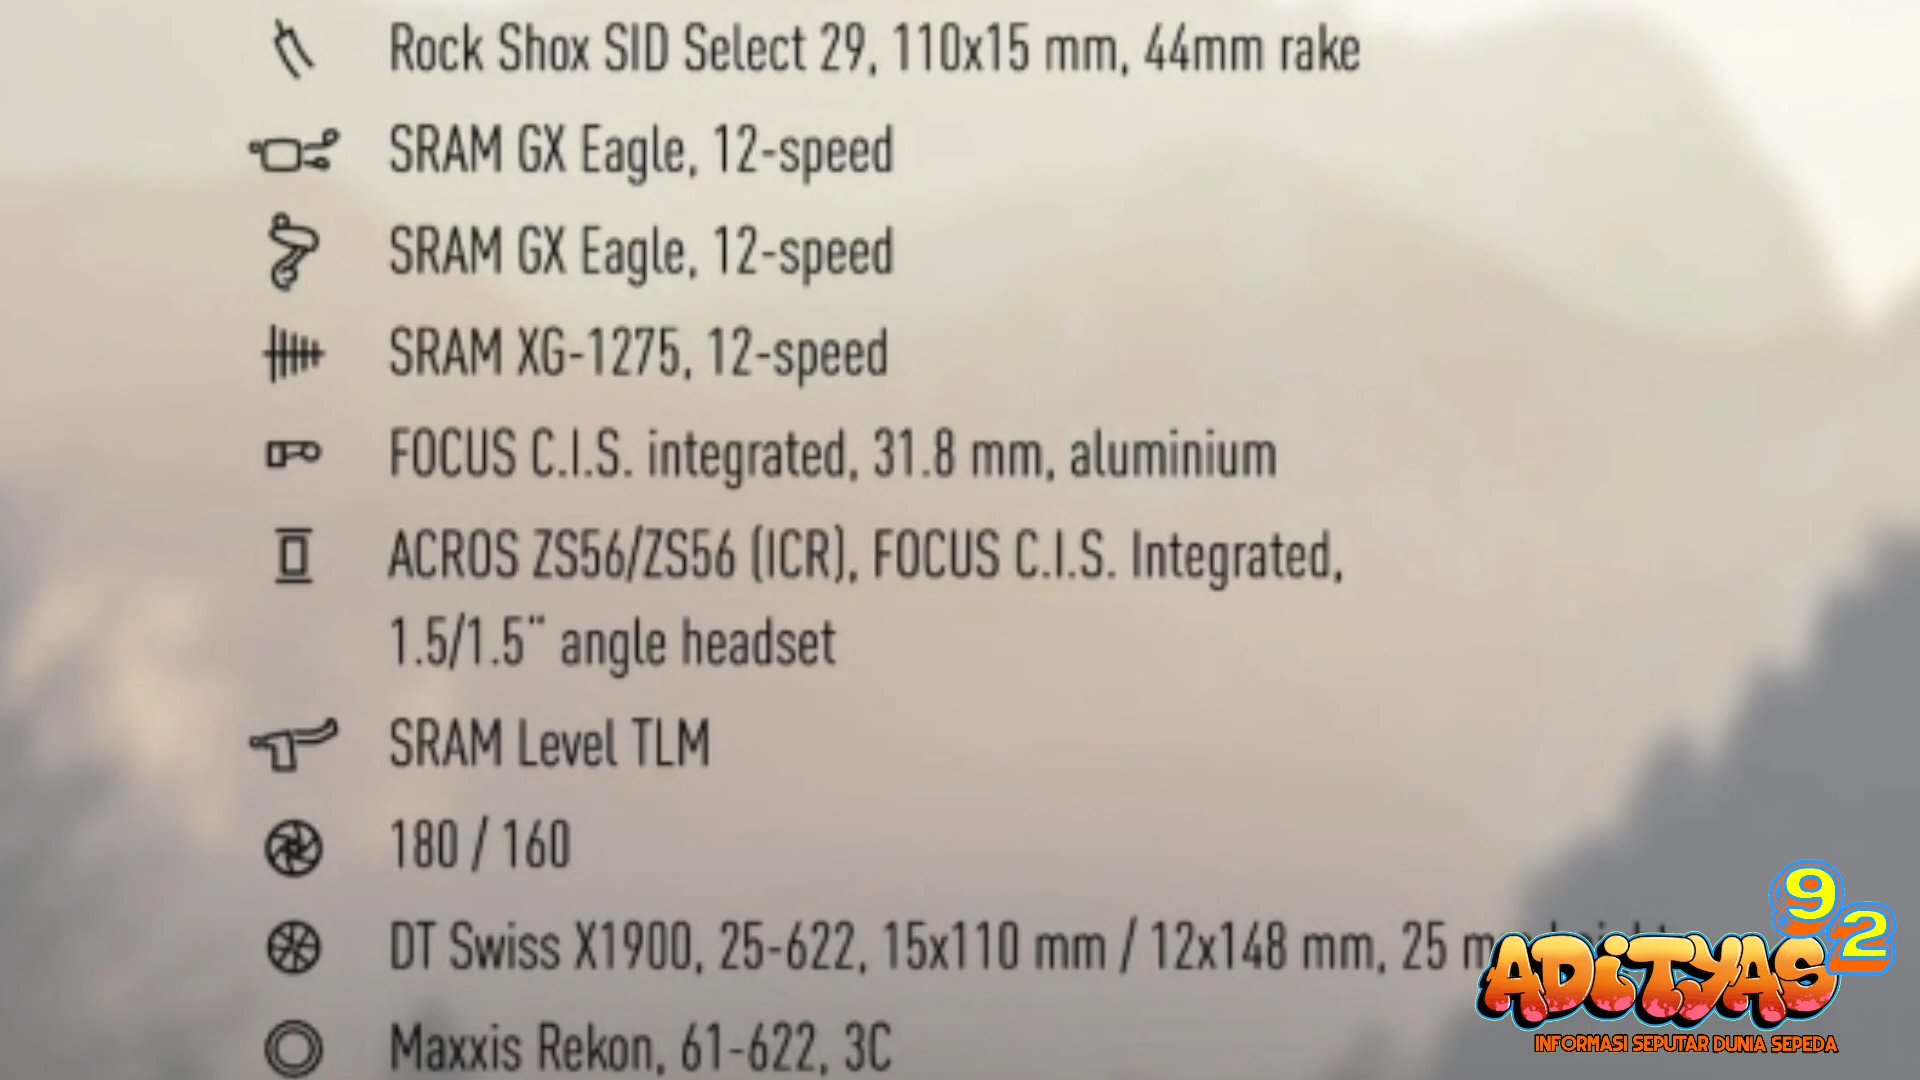 Rock Shox SID Select 29, 110x15 mm, 44mm rake
SRAM GX Eagle, 12-speed
SRAM GX Eagle, 12-speed
SRAM XG-1275, 12-speed
FOCUS C.I.S. integrated, 31.8 mm, aluminium
ACROS ZS56/ZS56 (ICR), FOCUS C.I.S. Integrated,
1.5/1.5¨ angle headset
SRAM Level TLM
180 / 160
DT Swiss X1900, 25-622, 15x110 mm / 12x148 mm, 25
Maxxis Rekon, 61-622, 3C
ADITYAS 92
INFORMASI SEPUTAR DUNIA SEPEDA